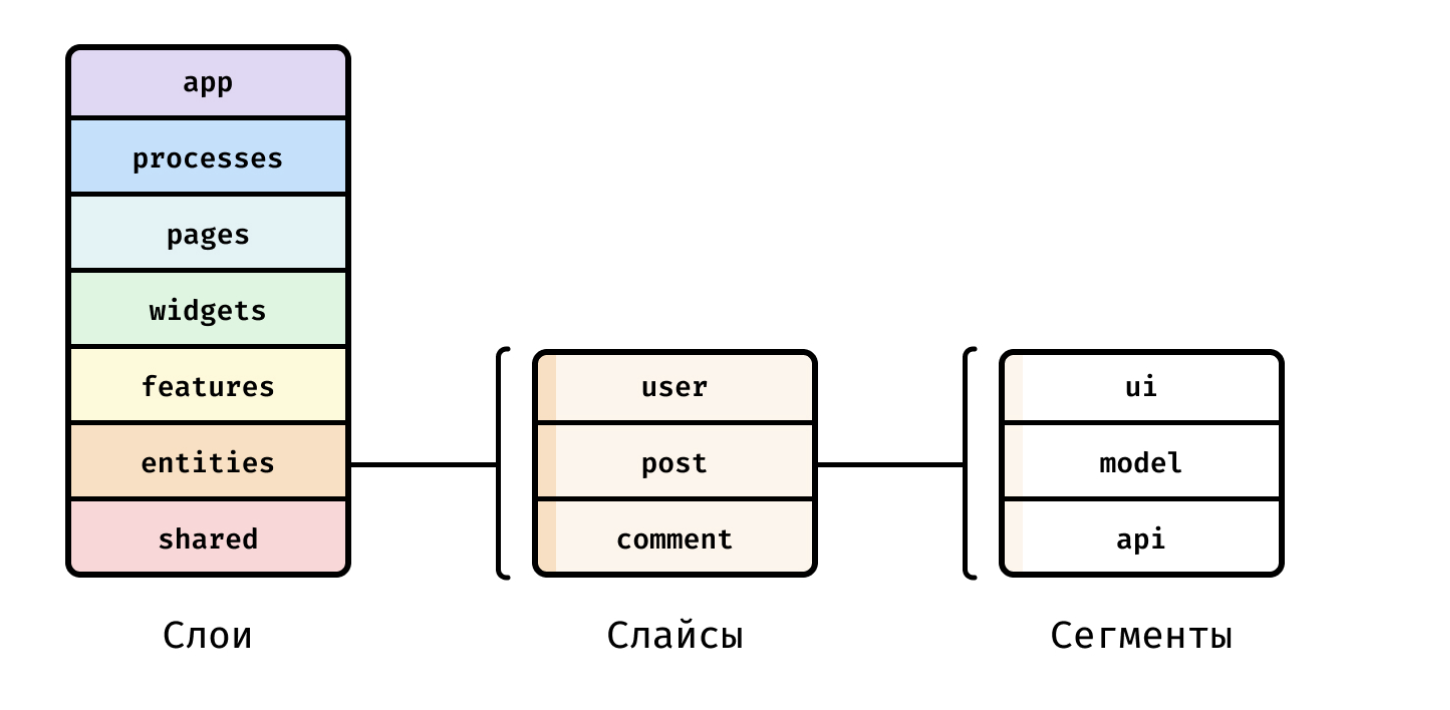 app
processes
pages
widgets
features
entities
shared
Слои
user
post
comment
Слайсы
ui
model
api
Сегменты